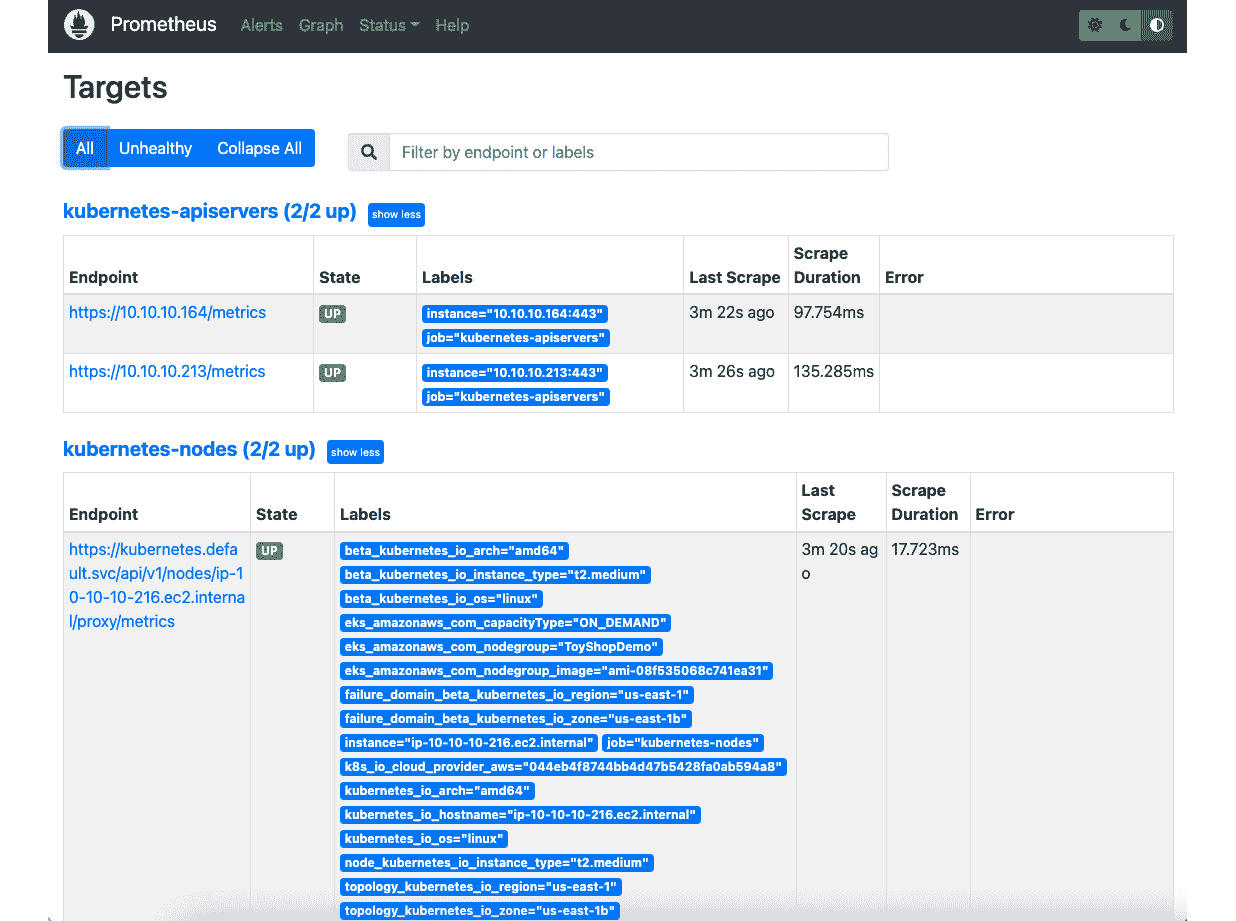 Prometheus Alerts Graph Status Help
Targets
All Unhealthy Collapse All Filter by endpoint or labels
kubernetes-apiservers (2/2 up) show less
Endpoint State Labels Last Scrape Scrape Duration Error
https://10.10.10.164/metrics UP instance="10.10.10.164:443" 3m 22s ago 97.754ms
job="kubernetes-apiservers"
https://10.10.10.213/metrics UP instance="10.10.10.213:443" 3m 26s ago 135.285ms
job="kubernetes-apiservers"
kubernetes-nodes (2/2 up) show less
Endpoint State Labels Last Scrape Scrape Duration Error
https://kubernetes.defa UP beta_kubernetes_io_arch="amd64" 3m 20s ag 17.723ms
ult.svc/api/v1/nodes/ip-1 beta_kubernetes_io_instance_type="t2.medium" o
0-10-10-216.ec2.interna beta_kubernetes_io_os="linux"
l/proxy/metrics eks_amazonaws_com_capacityType="ON_DEMAND"
eks_amazonaws_com_nodegroup="ToyShopDemo"
eks_amazonaws_com_nodegroup_image="ami-08f535068c741ea31"
failure_domain_beta_kubernetes_io_region="us-east-1"
failure_domain_beta_kubernetes_io_zone="us-east-1b"
instance="ip-10-10-10-216.ec2.internal" job="kubernetes-nodes"
k8s_io_cloud_provider_aws="044eb4f8744bb4d47b5428fa0ab594a8"
kubernetes_io_arch="amd64"
kubernetes_io_hostname="ip-10-10-10-216.ec2.internal"
kubernetes_io_os="linux"
node_kubernetes_io_instance_type="t2.medium"
topology_kubernetes_io_region="us-east-1"
topology_kubernetes_io_zone="us-east-1b"